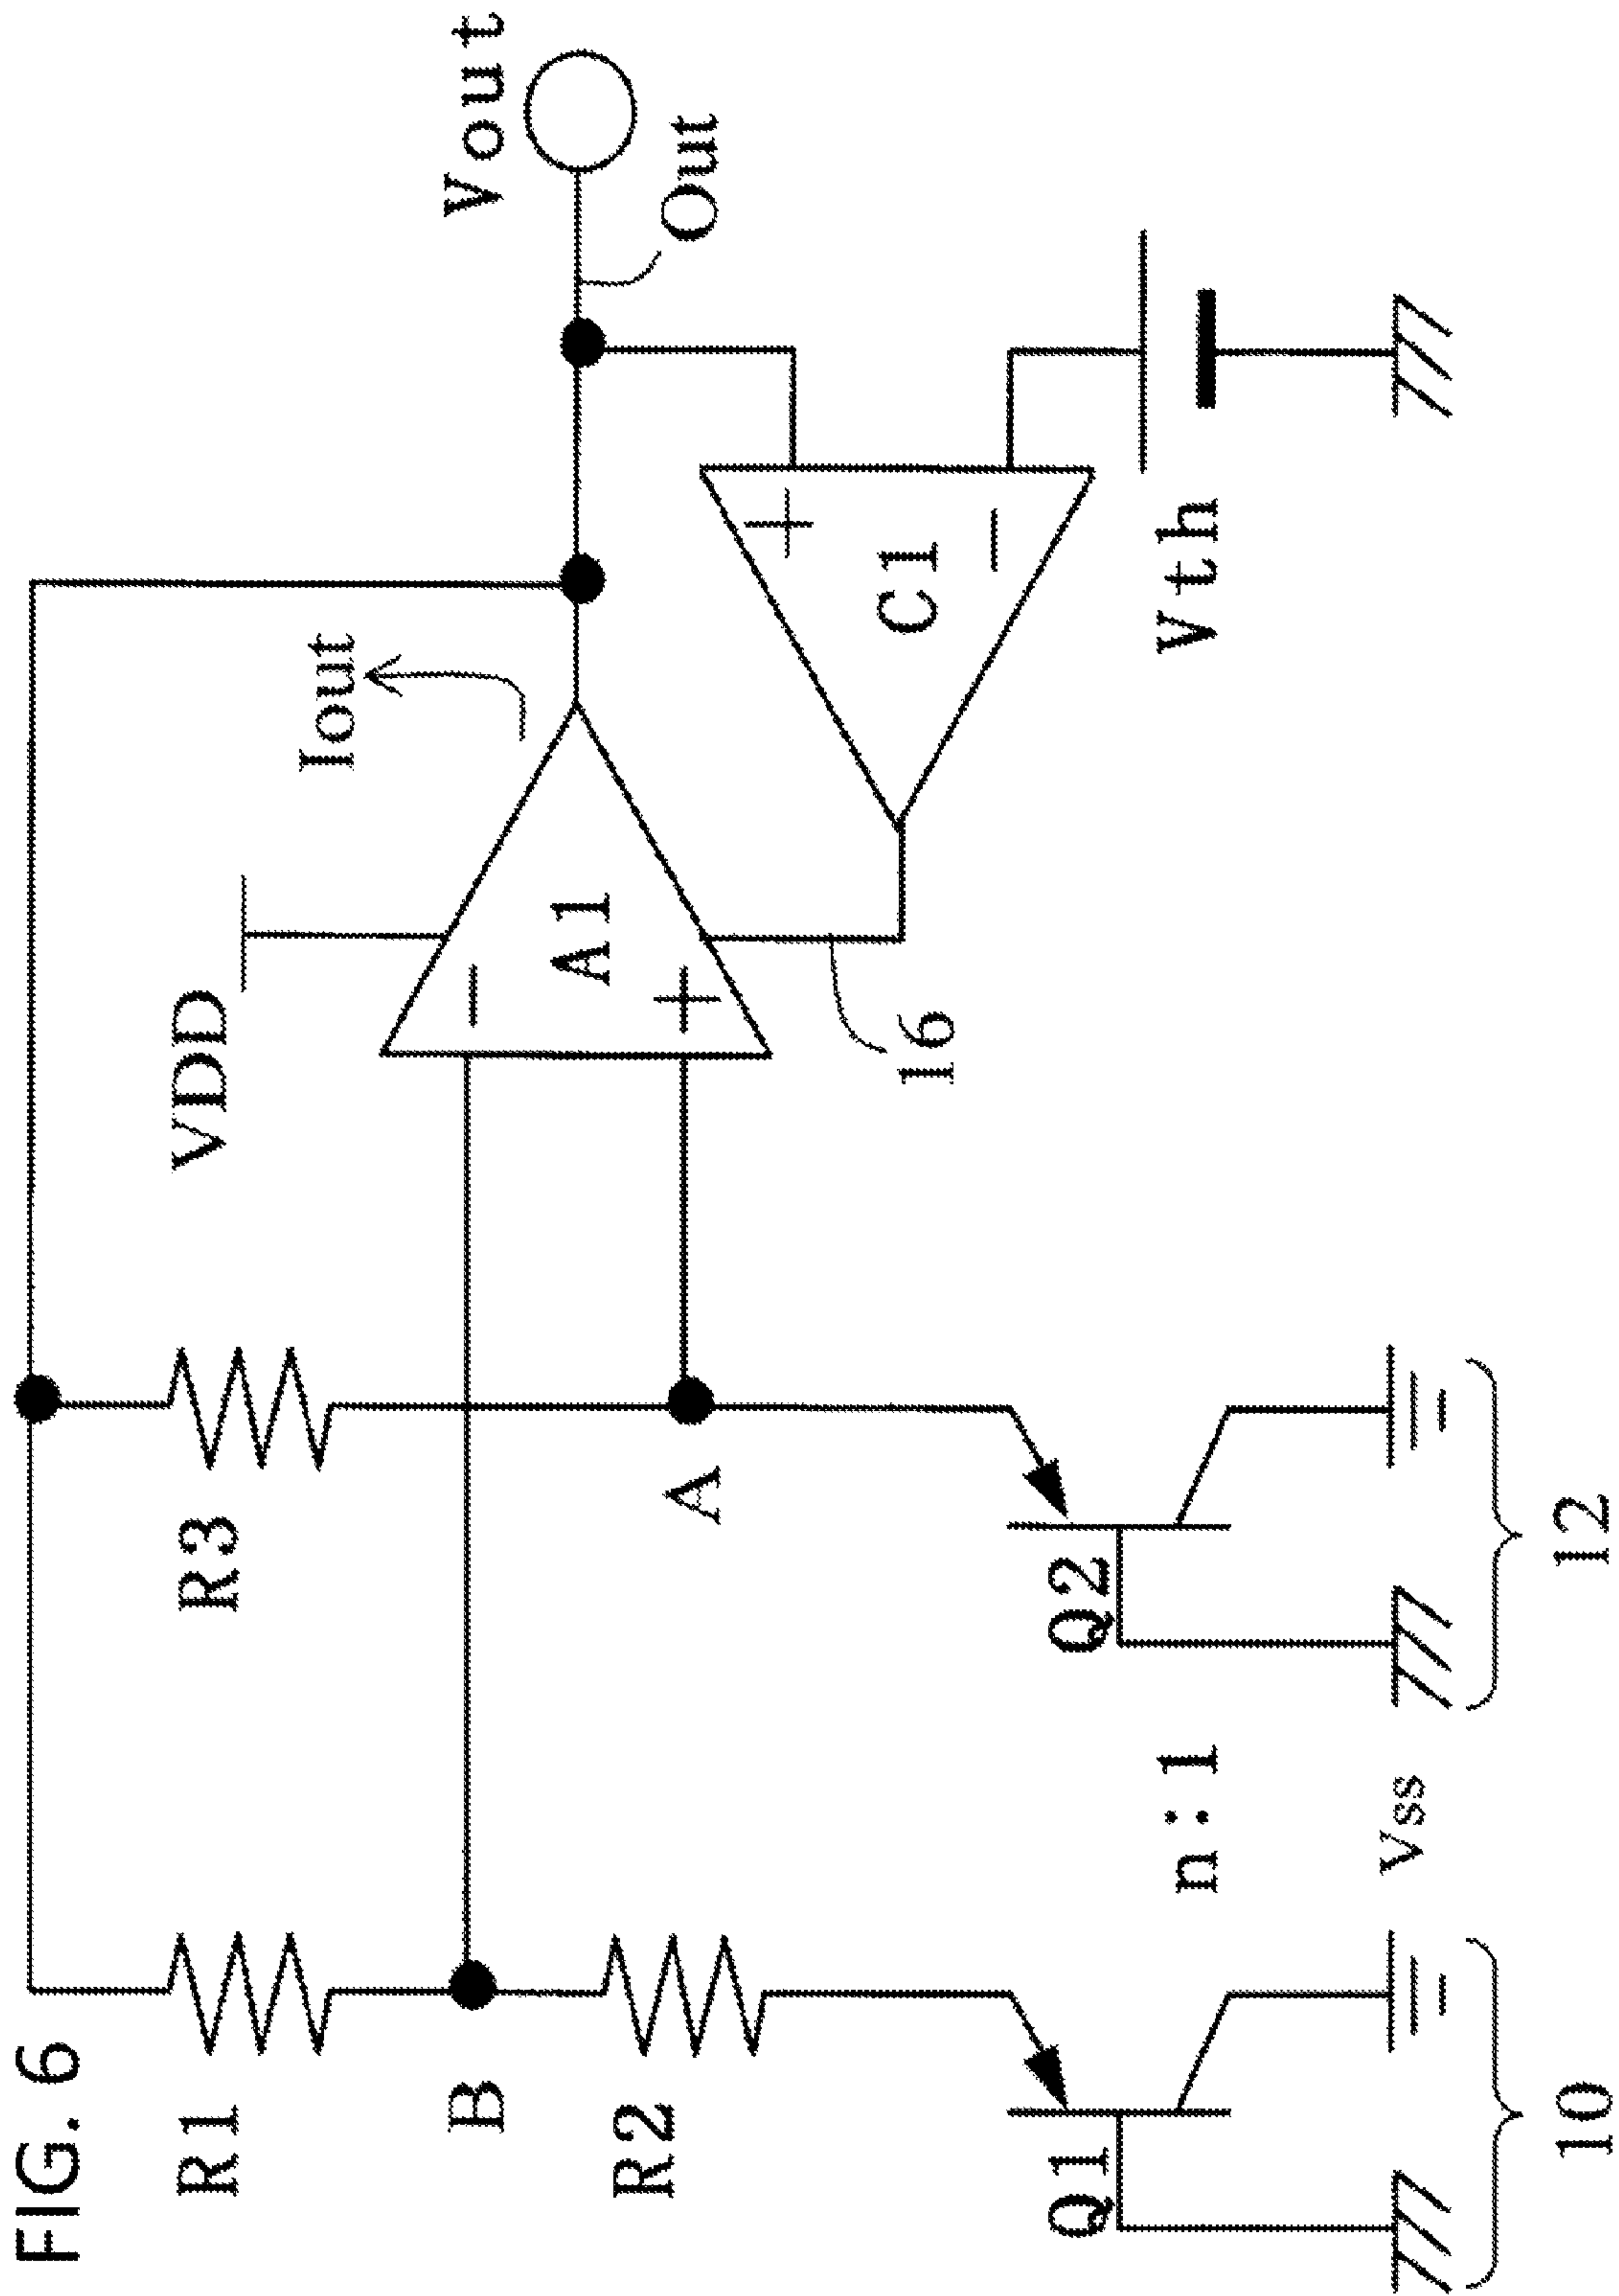 FIG. 6
R1
R3
VDD
Iout
Vout
B
A1
−
+
Out
R2
A
16
C1
+
−
Q1
Q2
n:1
Vth
Vss
10
12